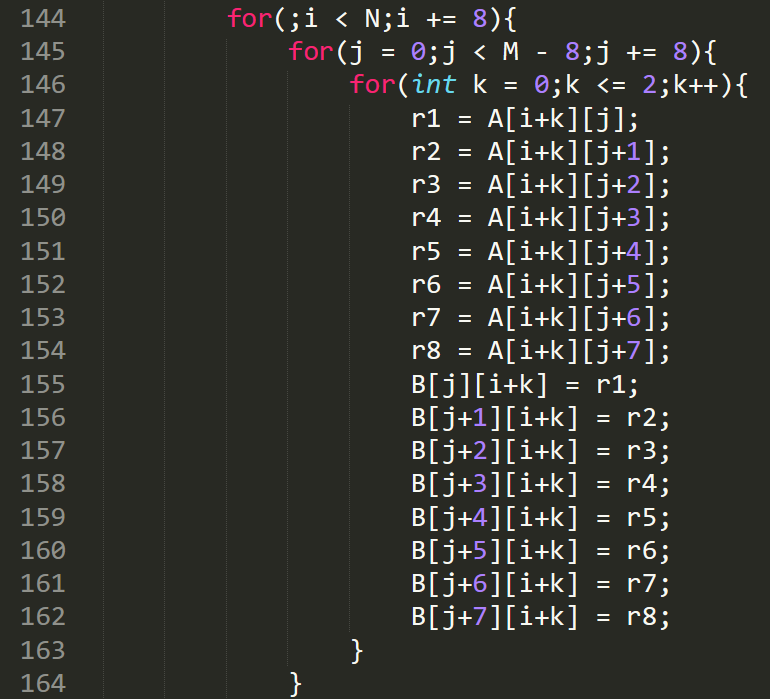 144 for(;i < N;i += 8){
145 for(j = 0;j < M - 8;j += 8){
146 for(int k = 0;k <= 2;k++){
147 r1 = A[i+k][j];
148 r2 = A[i+k][j+1];
149 r3 = A[i+k][j+2];
150 r4 = A[i+k][j+3];
151 r5 = A[i+k][j+4];
152 r6 = A[i+k][j+5];
153 r7 = A[i+k][j+6];
154 r8 = A[i+k][j+7];
155 B[j][i+k] = r1;
156 B[j+1][i+k] = r2;
157 B[j+2][i+k] = r3;
158 B[j+3][i+k] = r4;
159 B[j+4][i+k] = r5;
160 B[j+5][i+k] = r6;
161 B[j+6][i+k] = r7;
162 B[j+7][i+k] = r8;
163 }
164 }